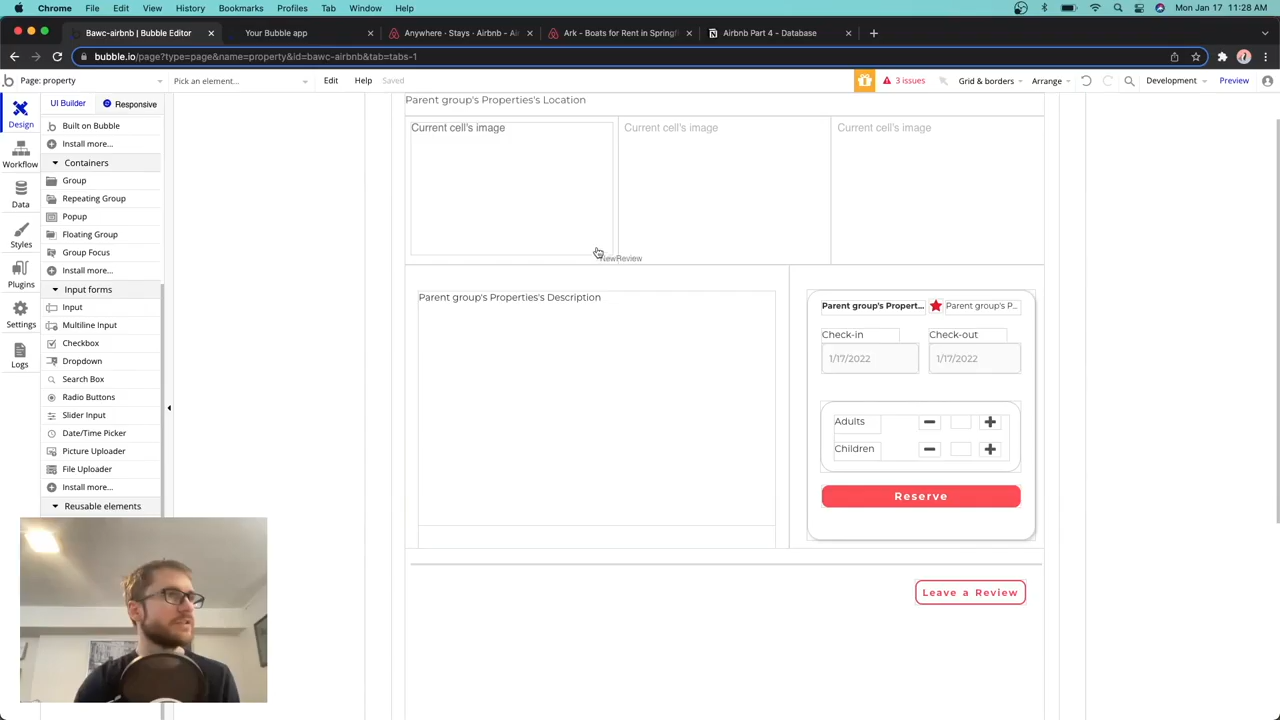 Chrome File Edit View History Bookmarks Profiles Tab Window Help Mon Jan 17 11:28 AM
Bawc-airbnb | Bubble Editor Your Bubble app Anywhere · Stays · Airbnb - A Ark - Boats for Rent in Springf Airbnb Part 4 - Database
bubble.io/page?type=page&name=property&id=bawc-airbnb&tab=tabs-1
Page: property Pick an element... Edit Help Saved 3 issues Grid & borders Arrange Development Preview
UI Builder Responsive
Design
Workflow
Data
Styles
Plugins
Settings
Logs
Built on Bubble
Install more...
Containers
Group
Repeating Group
Popup
Floating Group
Group Focus
Install more...
Input forms
Input
Multiline Input
Checkbox
Dropdown
Search Box
Radio Buttons
Slider Input
Date/Time Picker
Picture Uploader
File Uploader
Install more...
Reusable elements
Parent group's Properties's Location
Current cell's image Current cell's image Current cell's image
NewReview
Parent group's Properties's Description
Parent group's Propert... Parent group's P...
Check-in Check-out
1/17/2022 1/17/2022
Adults
Children
Reserve
Leave a Review